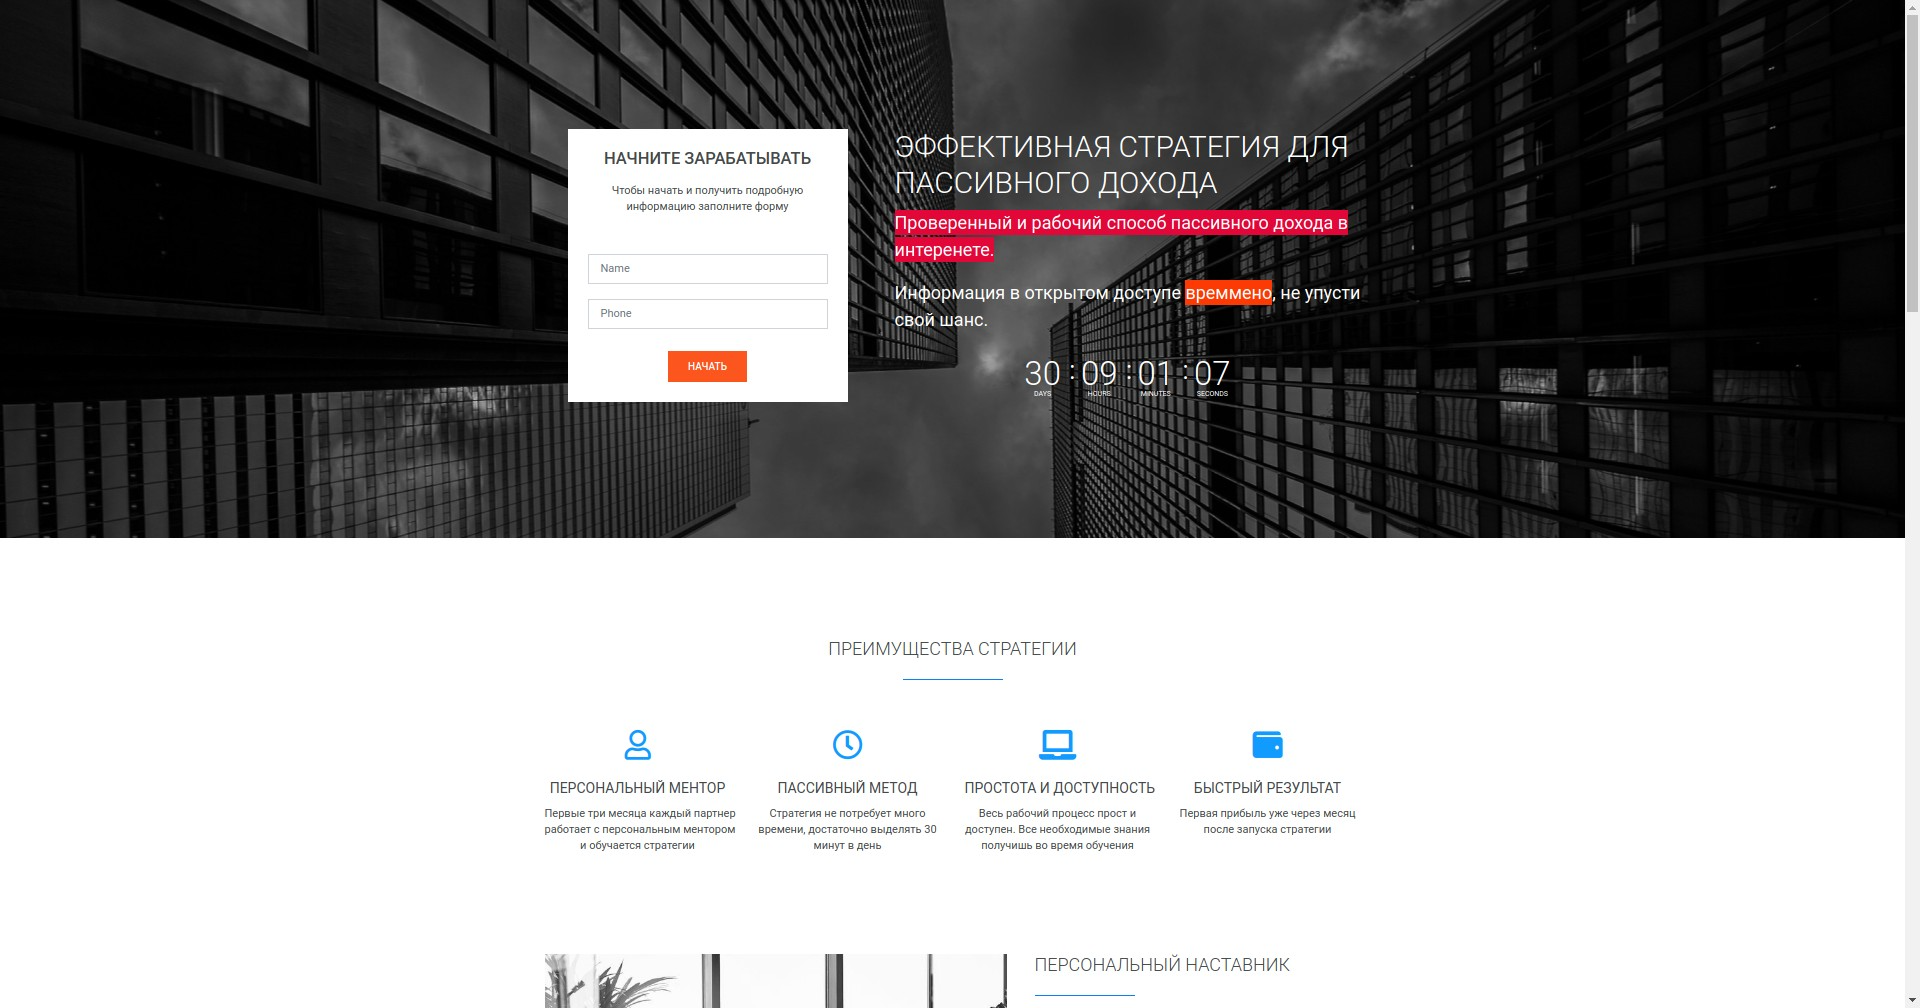 НАЧНИТЕ ЗАРАБАТЫВАТЬ
Чтобы начать и получить подробную
информацию заполните форму
Name
Phone
НАЧАТЬ
ЭФФЕКТИВНАЯ СТРАТЕГИЯ ДЛЯ
ПАССИВНОГО ДОХОДА
Проверенный и рабочий способ пассивного дохода в
интеренете.
Информация в открытом доступе времмено, не упусти
свой шанс.
30 : 09 : 01 : 07
DAYS HOURS MINUTES SECONDS
ПРЕИМУЩЕСТВА СТРАТЕГИИ
ПЕРСОНАЛЬНЫЙ МЕНТОР
Первые три месяца каждый партнер
работает с персональным ментором
и обучается стратегии
ПАССИВНЫЙ МЕТОД
Стратегия не потребует много
времени, достаточно выделять 30
минут в день
ПРОСТОТА И ДОСТУПНОСТЬ
Весь рабочий процесс прост и
доступен. Все необходимые знания
получишь во время обучения
БЫСТРЫЙ РЕЗУЛЬТАТ
Первая прибыль уже через месяц
после запуска стратегии
ПЕРСОНАЛЬНЫЙ НАСТАВНИК